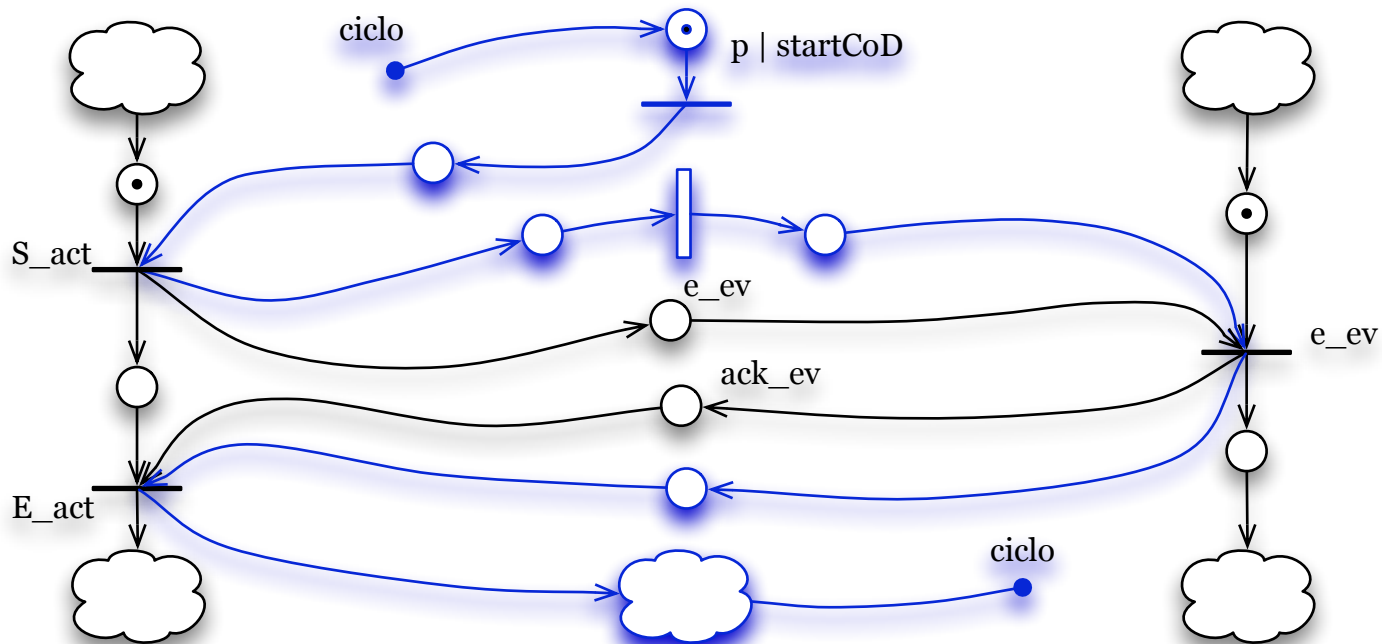 ciclo
p | startCoD
S_act
e_ev
e_ev
ack_ev
E_act
ciclo